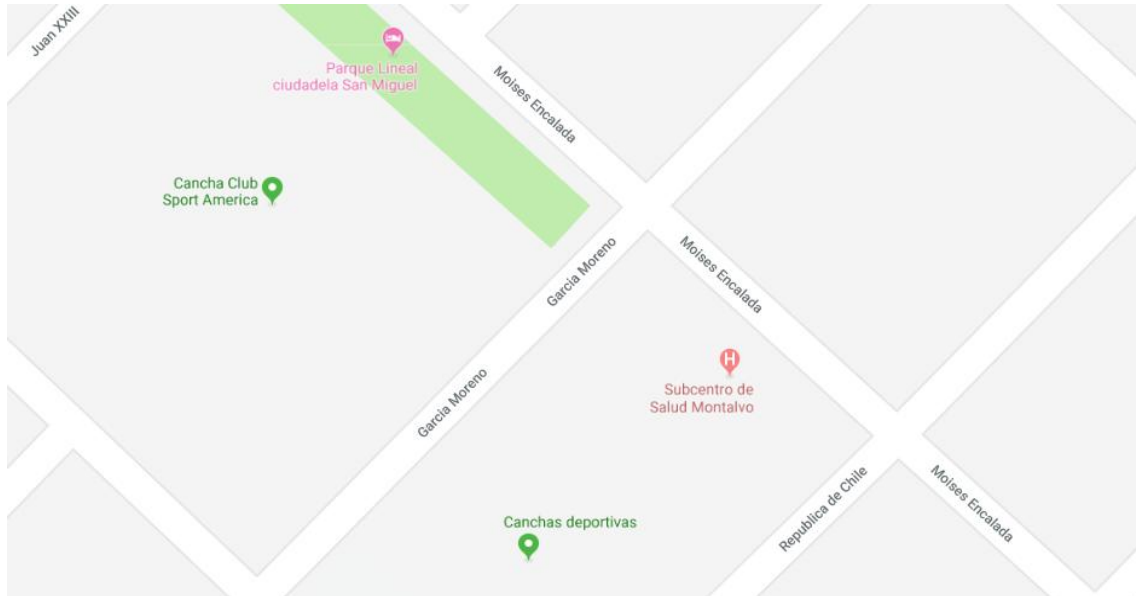 Juan XXIII
Parque Lineal
ciudadela San Miguel
Moises Encalada
Cancha Club
Sport America
Garcia Moreno
Moises Encalada
H
Subcentro de
Salud Montalvo
Garcia Moreno
Republica de Chile
Moises Encalada
Canchas deportivas